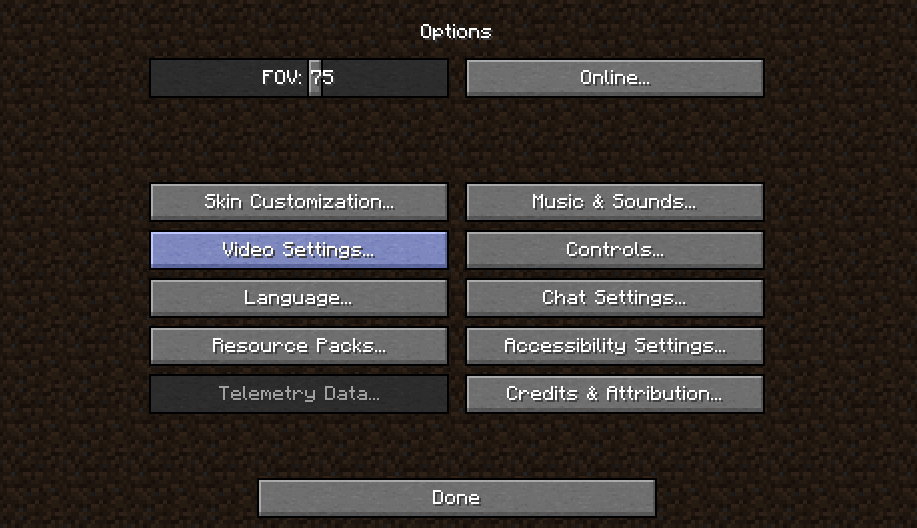 Options
FOV: 75
Online...
Skin Customization...
Music & Sounds...
Video Settings...
Controls...
Language...
Chat Settings...
Resource Packs...
Accessibility Settings...
Telemetry Data...
Credits & Attribution...
Done